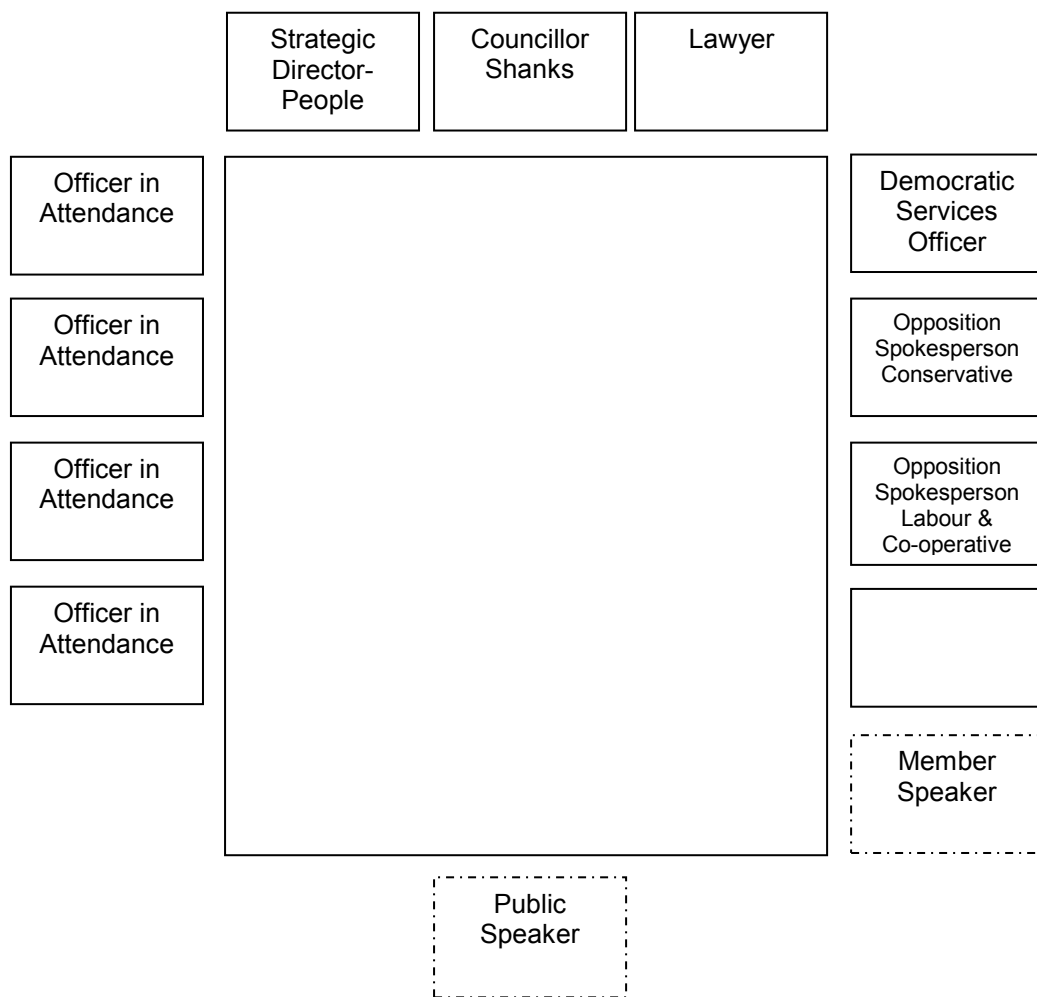 Strategic
Director-
People
Councillor
Shanks
Lawyer
Officer in
Attendance
Democratic
Services
Officer
Officer in
Attendance
Opposition
Spokesperson
Conservative
Officer in
Attendance
Opposition
Spokesperson
Labour &
Co-operative
Officer in
Attendance
Member
Speaker
Public
Speaker